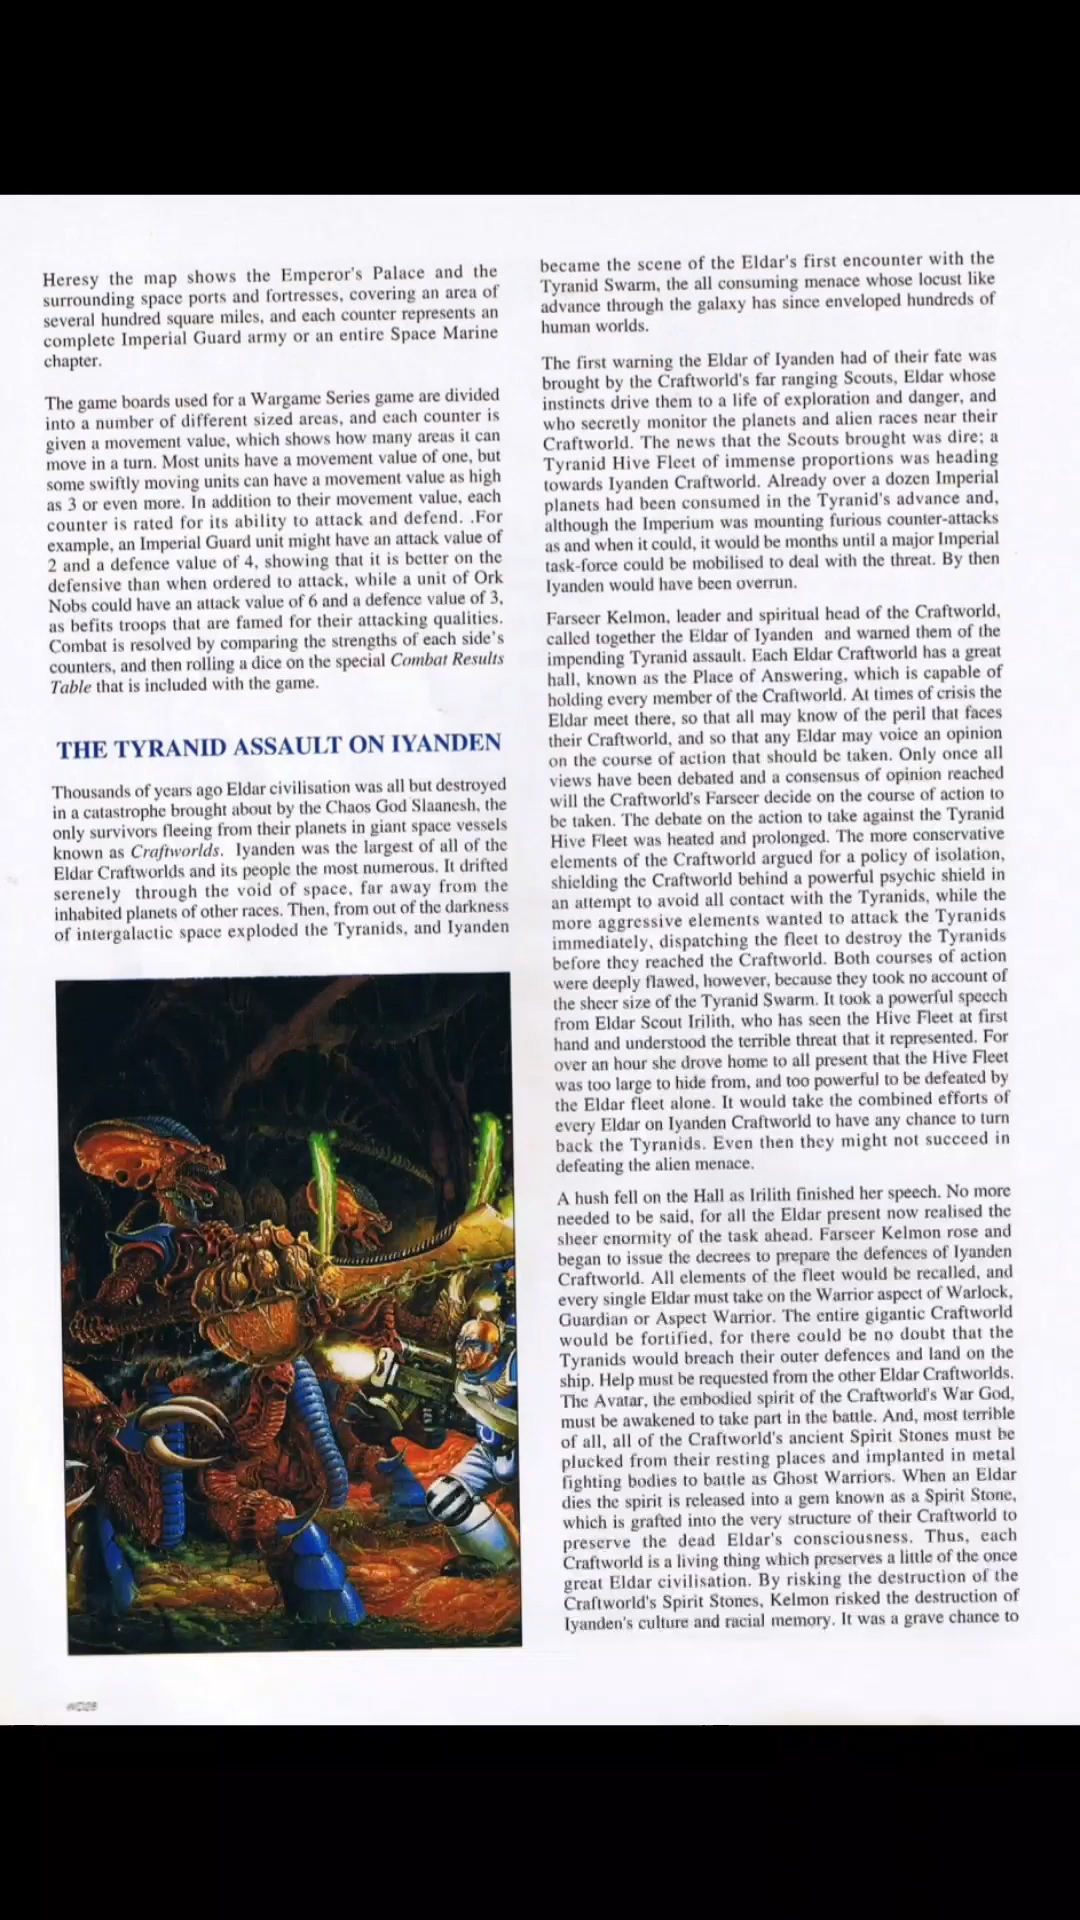 Heresy the map shows the Emperor's Palace and the
surrounding space ports and fortresses, covering an area of
several hundred square miles, and each counter represents an
complete Imperial Guard army or an entire Space Marine
chapter.
The game boards used for a Wargame Series game are divided
into a number of different sized areas, and each counter is
given a movement value, which shows how many areas it can
move in a turn. Most units have a movement value of one, but
some swiftly moving units can have a movement value as high
as 3 or even more. In addition to their movement value, each
counter is rated for its ability to attack and defend. .For
example, an Imperial Guard unit might have an attack value of
2 and a defence value of 4, showing that it is better on the
defensive than when ordered to attack, while a unit of Ork
Nobs could have an attack value of 6 and a defence value of 3,
as befits troops that are famed for their attacking qualities.
Combat is resolved by comparing the strengths of each side's
counters, and then rolling a dice on the special Combat Results
Table that is included with the game.
THE TYRANID ASSAULT ON IYANDEN
Thousands of years ago Eldar civilisation was all but destroyed
in a catastrophe brought about by the Chaos God Slaanesh, the
only survivors fleeing from their planets in giant space vessels
known as Craftworlds. Iyanden was the largest of all of the
Eldar Craftworlds and its people the most numerous. It drifted
serenely through the void of space, far away from the
inhabited planets of other races. Then, from out of the darkness
of intergalactic space exploded the Tyranids, and Iyanden
became the scene of the Eldar's first encounter with the
Tyranid Swarm, the all consuming menace whose locust like
advance through the galaxy has since enveloped hundreds of
human worlds.
The first warning the Eldar of Iyanden had of their fate was
brought by the Craftworld's far ranging Scouts, Eldar whose
instincts drive them to a life of exploration and danger, and
who secretly monitor the planets and alien races near their
Craftworld. The news that the Scouts brought was dire; a
Tyranid Hive Fleet of immense proportions was heading
towards Iyanden Craftworld. Already over a dozen Imperial
planets had been consumed in the Tyranid's advance and,
although the Imperium was mounting furious counter-attacks
as and when it could, it would be months until a major Imperial
task-force could be mobilised to deal with the threat. By then
Iyanden would have been overrun.
Farseer Kelmon, leader and spiritual head of the Craftworld,
called together the Eldar of Iyanden and warned them of the
impending Tyranid assault. Each Eldar Craftworld has a great
hall, known as the Place of Answering, which is capable of
holding every member of the Craftworld. At times of crisis the
Eldar meet there, so that all may know of the peril that faces
their Craftworld, and so that any Eldar may voice an opinion
on the course of action that should be taken. Only once all
views have been debated and a consensus of opinion reached
will the Craftworld's Farseer decide on the course of action to
be taken. The debate on the action to take against the Tyranid
Hive Fleet was heated and prolonged. The more conservative
elements of the Craftworld argued for a policy of isolation,
shielding the Craftworld behind a powerful psychic shield in
an attempt to avoid all contact with the Tyranids, while the
more aggressive elements wanted to attack the Tyranids
immediately, dispatching the fleet to destroy the Tyranids
before they reached the Craftworld. Both courses of action
were deeply flawed, however, because they took no account of
the sheer size of the Tyranid Swarm. It took a powerful speech
from Eldar Scout Irilith, who has seen the Hive Fleet at first
hand and understood the terrible threat that it represented. For
over an hour she drove home to all present that the Hive Fleet
was too large to hide from, and too powerful to be defeated by
the Eldar fleet alone. It would take the combined efforts of
every Eldar on Iyanden Craftworld to have any chance to turn
back the Tyranids. Even then they might not succeed in
defeating the alien menace.
A hush fell on the Hall as Irilith finished her speech. No more
needed to be said, for all the Eldar present now realised the
sheer enormity of the task ahead. Farseer Kelmon rose and
began to issue the decrees to prepare the defences of Iyanden
Craftworld. All elements of the fleet would be recalled, and
every single Eldar must take on the Warrior aspect of Warlock,
Guardian or Aspect Warrior. The entire gigantic Craftworld
would be fortified, for there could be no doubt that the
Tyranids would breach their outer defences and land on the
ship. Help must be requested from the other Eldar Craftworlds.
The Avatar, the embodied spirit of the Craftworld's War God,
must be awakened to take part in the battle. And, most terrible
of all, all of the Craftworld's ancient Spirit Stones must be
plucked from their resting places and implanted in metal
fighting bodies to battle as Ghost Warriors. When an Eldar
dies the spirit is released into a gem known as a Spirit Stone,
which is grafted into the very structure of their Craftworld to
preserve the dead Eldar's consciousness. Thus, each
Craftworld is a living thing which preserves a little of the once
great Eldar civilisation. By risking the destruction of the
Craftworld's Spirit Stones, Kelmon risked the destruction of
Iyanden's culture and racial memory. It was a grave chance to